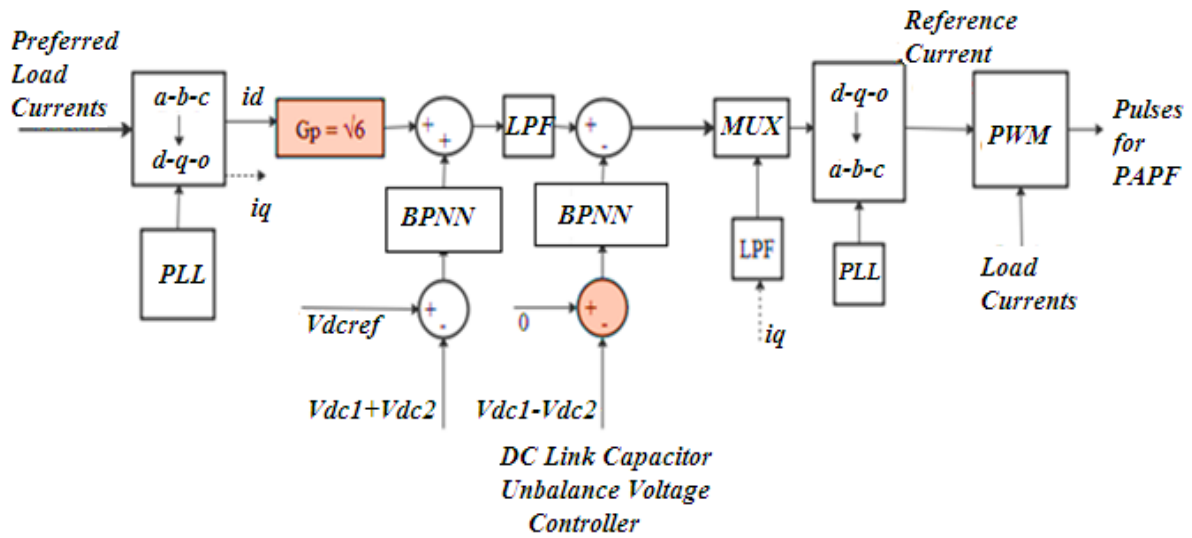 Preferred
Load
Currents
a-b-c
d-q-o
id
iq
PLL
Gp = √6
+
+
LPF
+
-
BPNN
BPNN
+
-
Vdcref
Vdc1+Vdc2
+
-
0
Vdc1-Vdc2
DC Link Capacitor
Unbalance Voltage
Controller
MUX
LPF
iq
d-q-o
a-b-c
PLL
Reference
.Current
PWM
Load
Currents
Pulses
for
PAPF